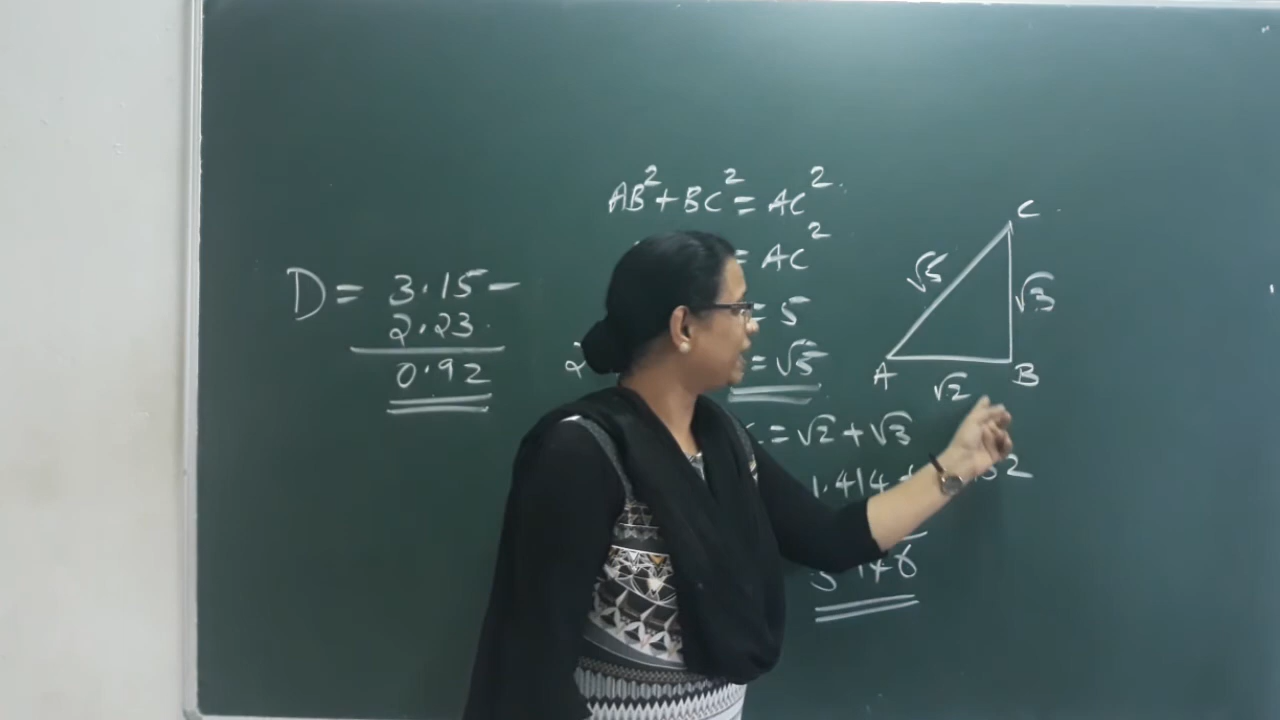 AB² + BC² = AC²
= AC²
= 5
2 = √5
= √2 + √3
1.414
3.146
D = 3.15 -
2.23
0.92
C
√5
√3
A
B
√2